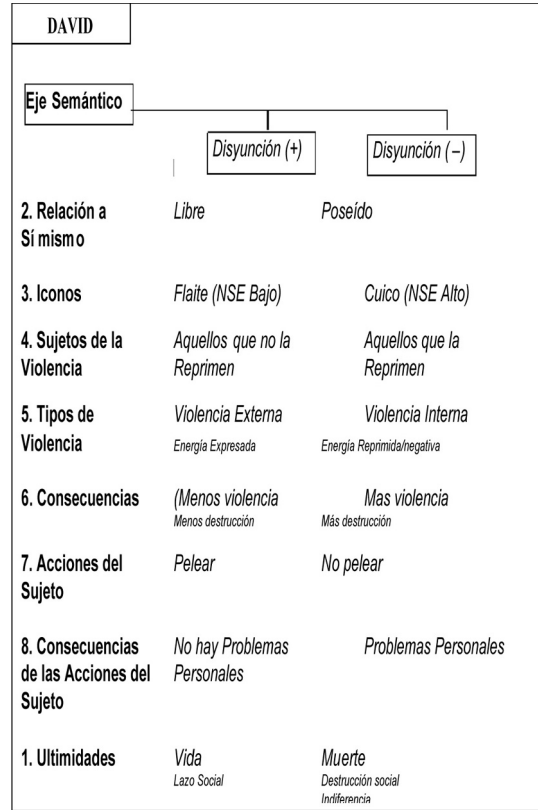 DAVID
Eje Semántico
Disyunción (+) Disyunción ( – )
2. Relación a Libre Poseído
Sí mismo
3. Iconos Flaite (NSE Bajo) Cuico (NSE Alto)
4. Sujetos de la Aquellos que no la Aquellos que la
Violencia Reprimen Reprimen
5. Tipos de Violencia Externa Violencia Interna
Violencia Energía Expresada Energía Reprimida/negativa
6. Consecuencias (Menos violencia Mas violencia
Menos destrucción Más destrucción
7. Acciones del Pelear No pelear
Sujeto
8. Consecuencias No hay Problemas Problemas Personales
de las Acciones del Personales
Sujeto
1. Ultimidades Vida Muerte
Lazo Social Destrucción social
Indiferencia